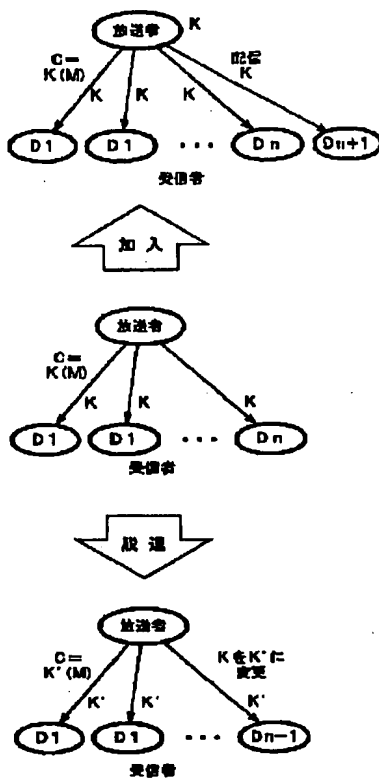 放送者 K
C=
K(M)
配信
K
K K K
D1 D1 ・・・ Dn Dn+1
受信者
加入
放送者
C=
K(M)
K K K
D1 D1 ・・・ Dn
受信者
脱退
放送者
C=
K'(M)
KをK'に
変更
K' K' K'
D1 D1 ・・・ Dn-1
受信者